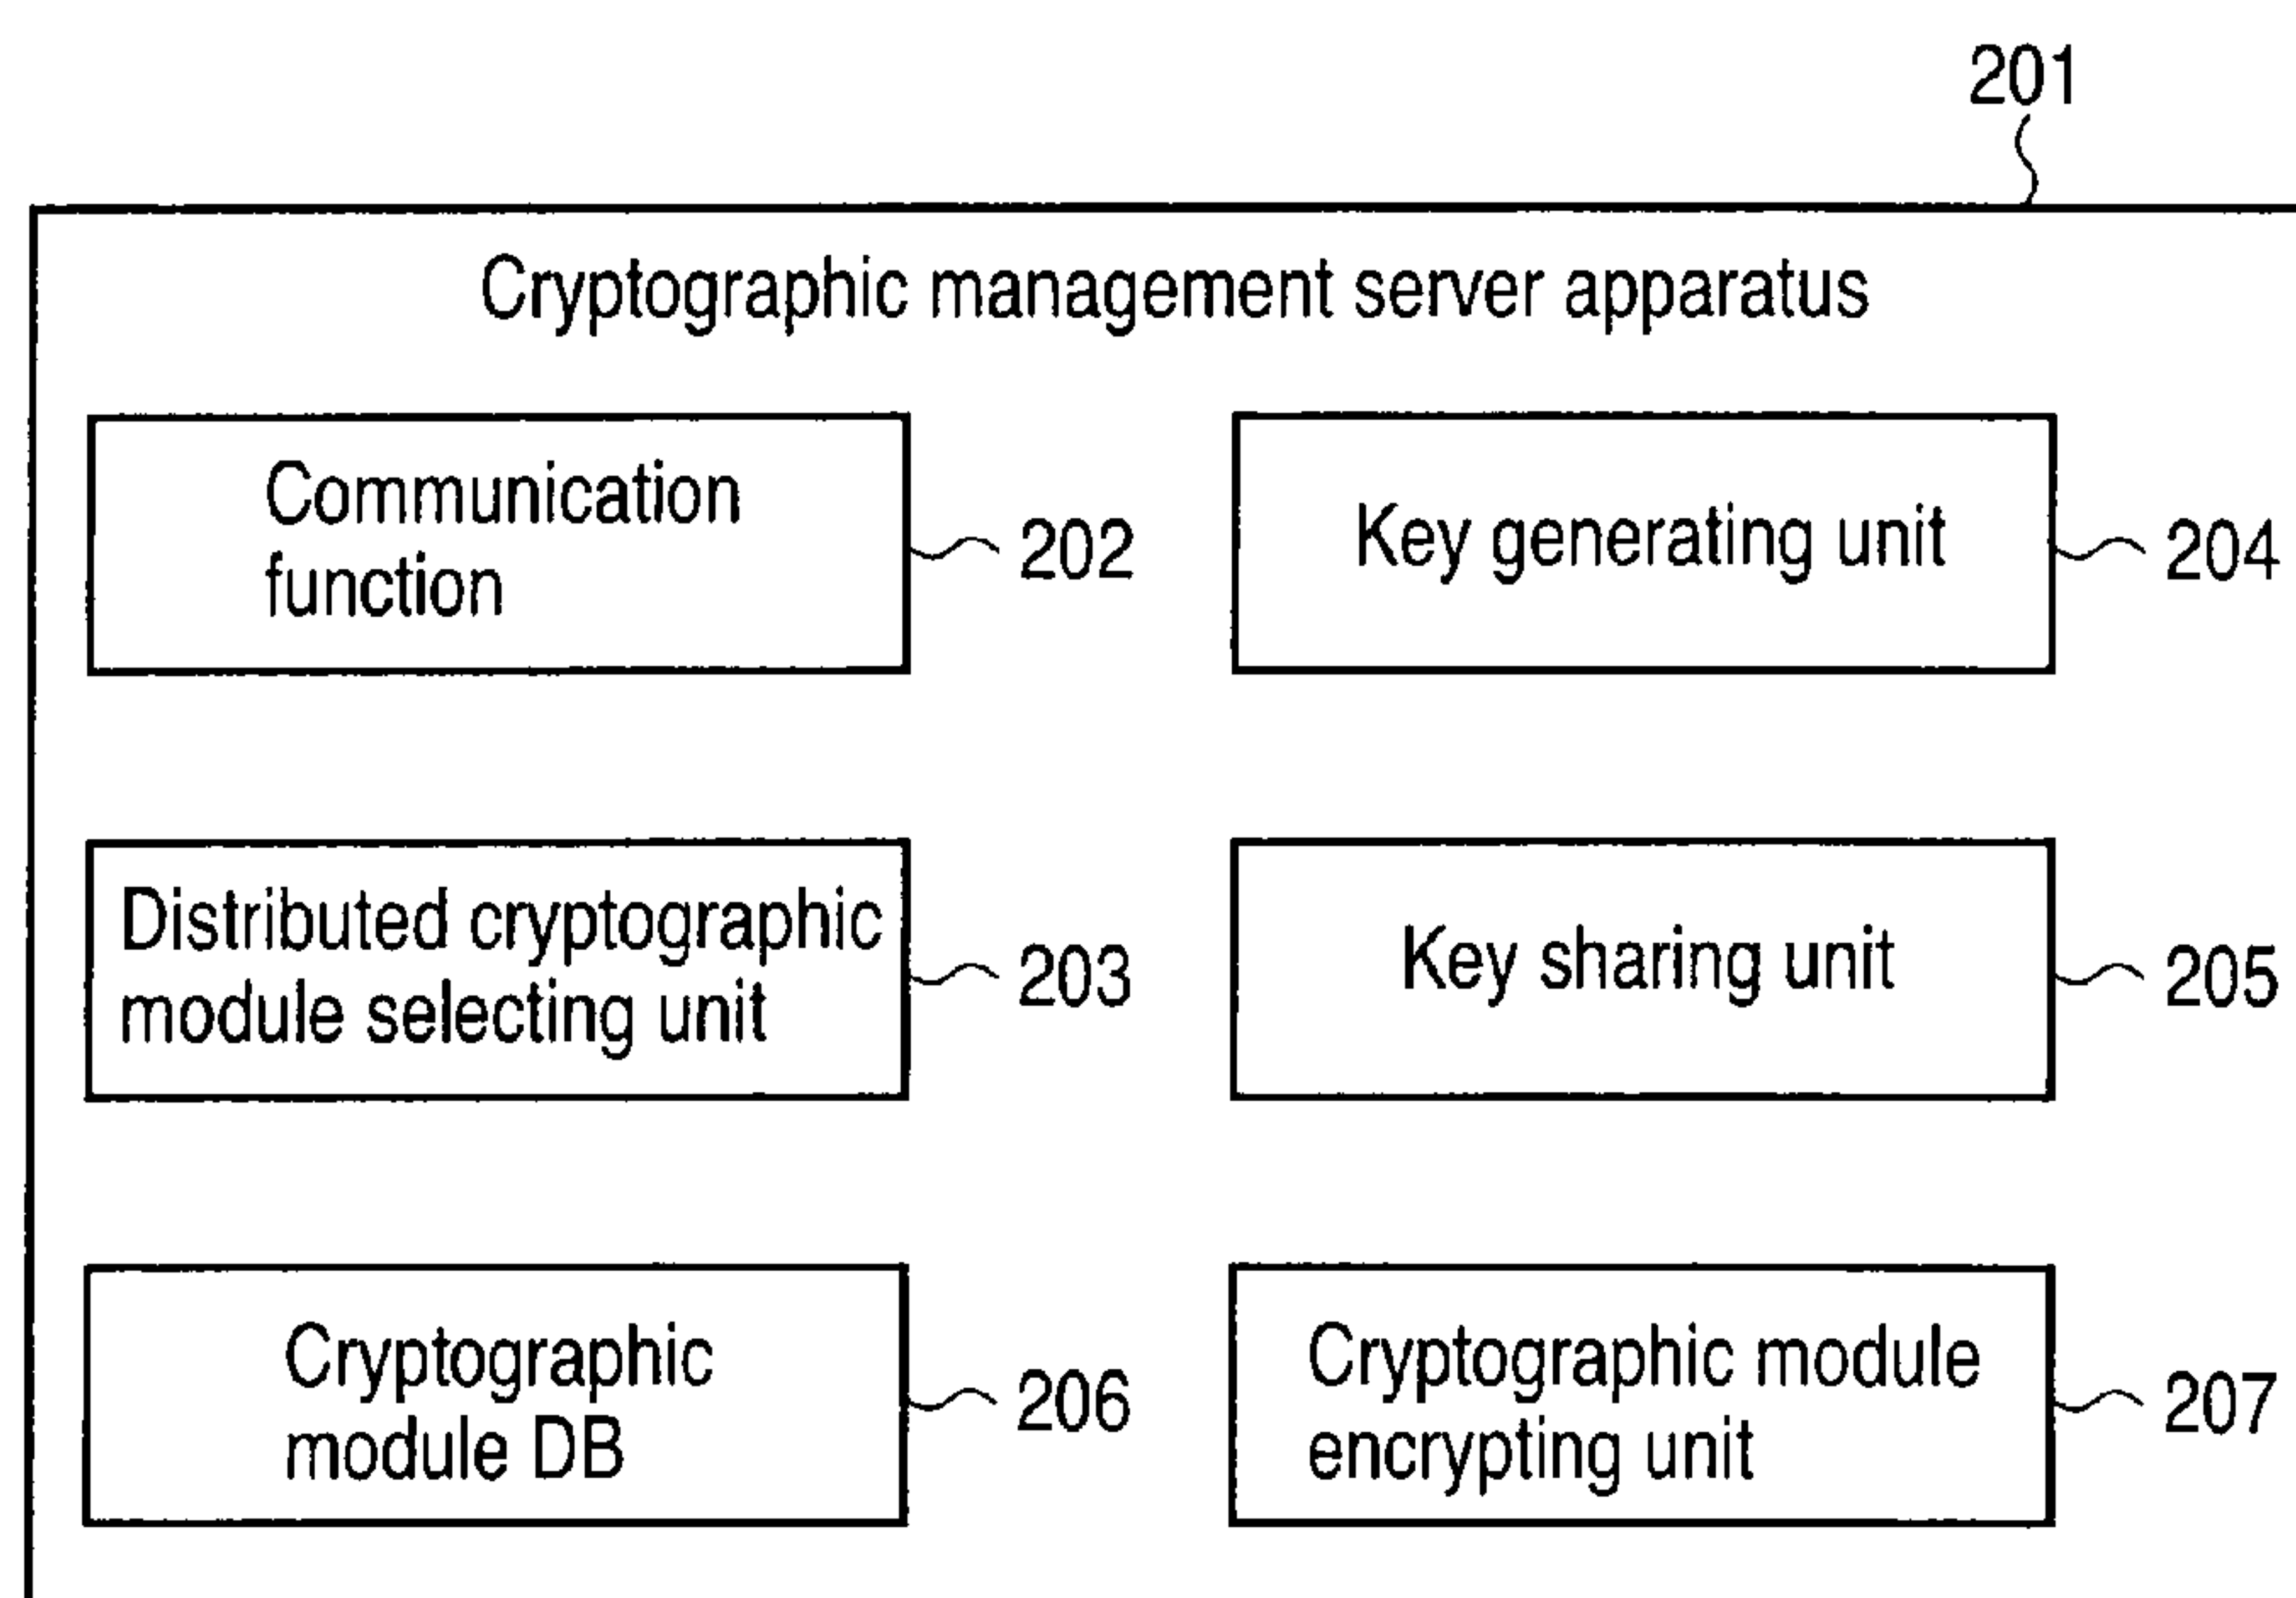 201
Cryptographic management server apparatus
Communication
function
202
Key generating unit
204
Distributed cryptographic
module selecting unit
203
Key sharing unit
205
Cryptographic
module DB
206
Cryptographic module
encrypting unit
207